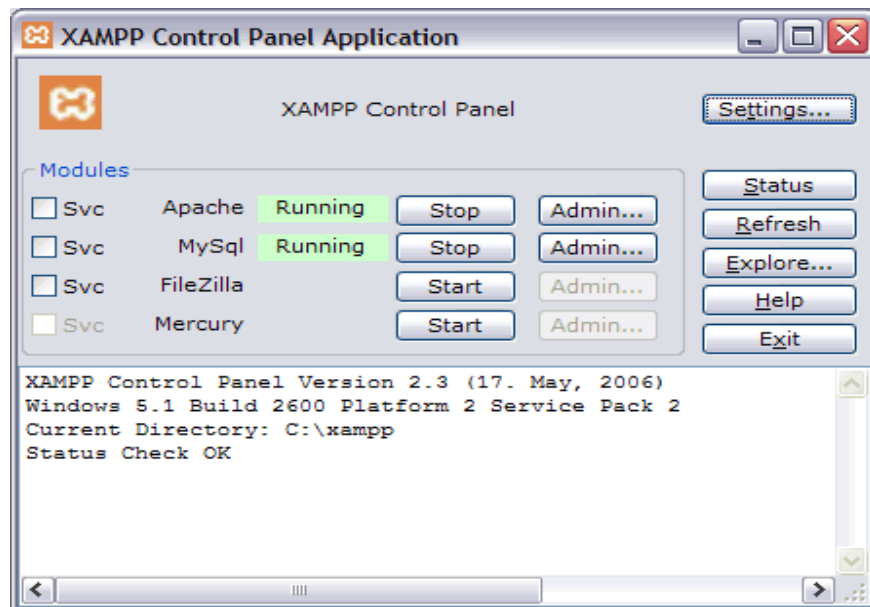 XAMPP Control Panel Application
XAMPP Control Panel
Settings...
Modules
Svc Apache Running Stop Admin...
Svc MySql Running Stop Admin...
Svc FileZilla Start Admin...
Svc Mercury Start Admin...
Status
Refresh
Explore...
Help
Exit
XAMPP Control Panel Version 2.3 (17. May, 2006)
Windows 5.1 Build 2600 Platform 2 Service Pack 2
Current Directory: C:\xampp
Status Check OK